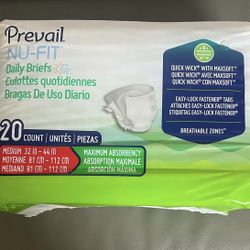 Prevail
NU-FIT
Daily Briefs
Culottes quotidiennes
Bragas De Uso Diario
QUICK WICK® WITH MAXSOFT™
QUICK WICK® AVEC MAXSOFT™
QUICK WICK® CON MAXSOFT™
EASY-LOCK FASTENER™ TABS
ATTACHES EASY-LOCK FASTENER™
ETIQUETAS EASY-LOCK FASTENER™
BREATHABLE ZONES™
20 COUNT | UNITÉS | PIEZAS
MEDIUM 32 IN - 44 IN
MOYENNE 81 CM - 112 CM
MEDIANO 81 CM - 112 CM
MAXIMUM ABSORBENCY
ABSORPTION MAXIMALE
ABSORCIÓN MÁXIMA